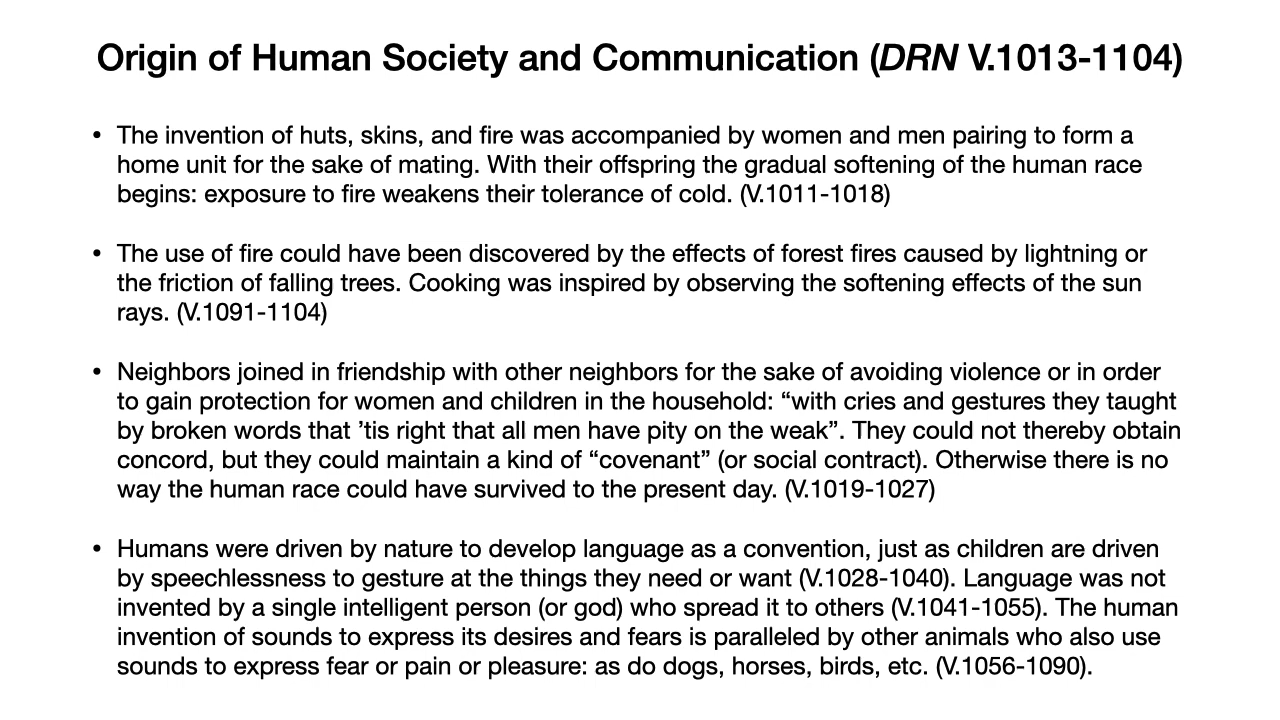 Origin of Human Society and Communication (DRN V.1013-1104)
• The invention of huts, skins, and fire was accompanied by women and men pairing to form a
home unit for the sake of mating. With their offspring the gradual softening of the human race
begins: exposure to fire weakens their tolerance of cold. (V.1011-1018)
• The use of fire could have been discovered by the effects of forest fires caused by lightning or
the friction of falling trees. Cooking was inspired by observing the softening effects of the sun
rays. (V.1091-1104)
• Neighbors joined in friendship with other neighbors for the sake of avoiding violence or in order
to gain protection for women and children in the household: “with cries and gestures they taught
by broken words that ’tis right that all men have pity on the weak”. They could not thereby obtain
concord, but they could maintain a kind of “covenant” (or social contract). Otherwise there is no
way the human race could have survived to the present day. (V.1019-1027)
• Humans were driven by nature to develop language as a convention, just as children are driven
by speechlessness to gesture at the things they need or want (V.1028-1040). Language was not
invented by a single intelligent person (or god) who spread it to others (V.1041-1055). The human
invention of sounds to express its desires and fears is paralleled by other animals who also use
sounds to express fear or pain or pleasure: as do dogs, horses, birds, etc. (V.1056-1090).